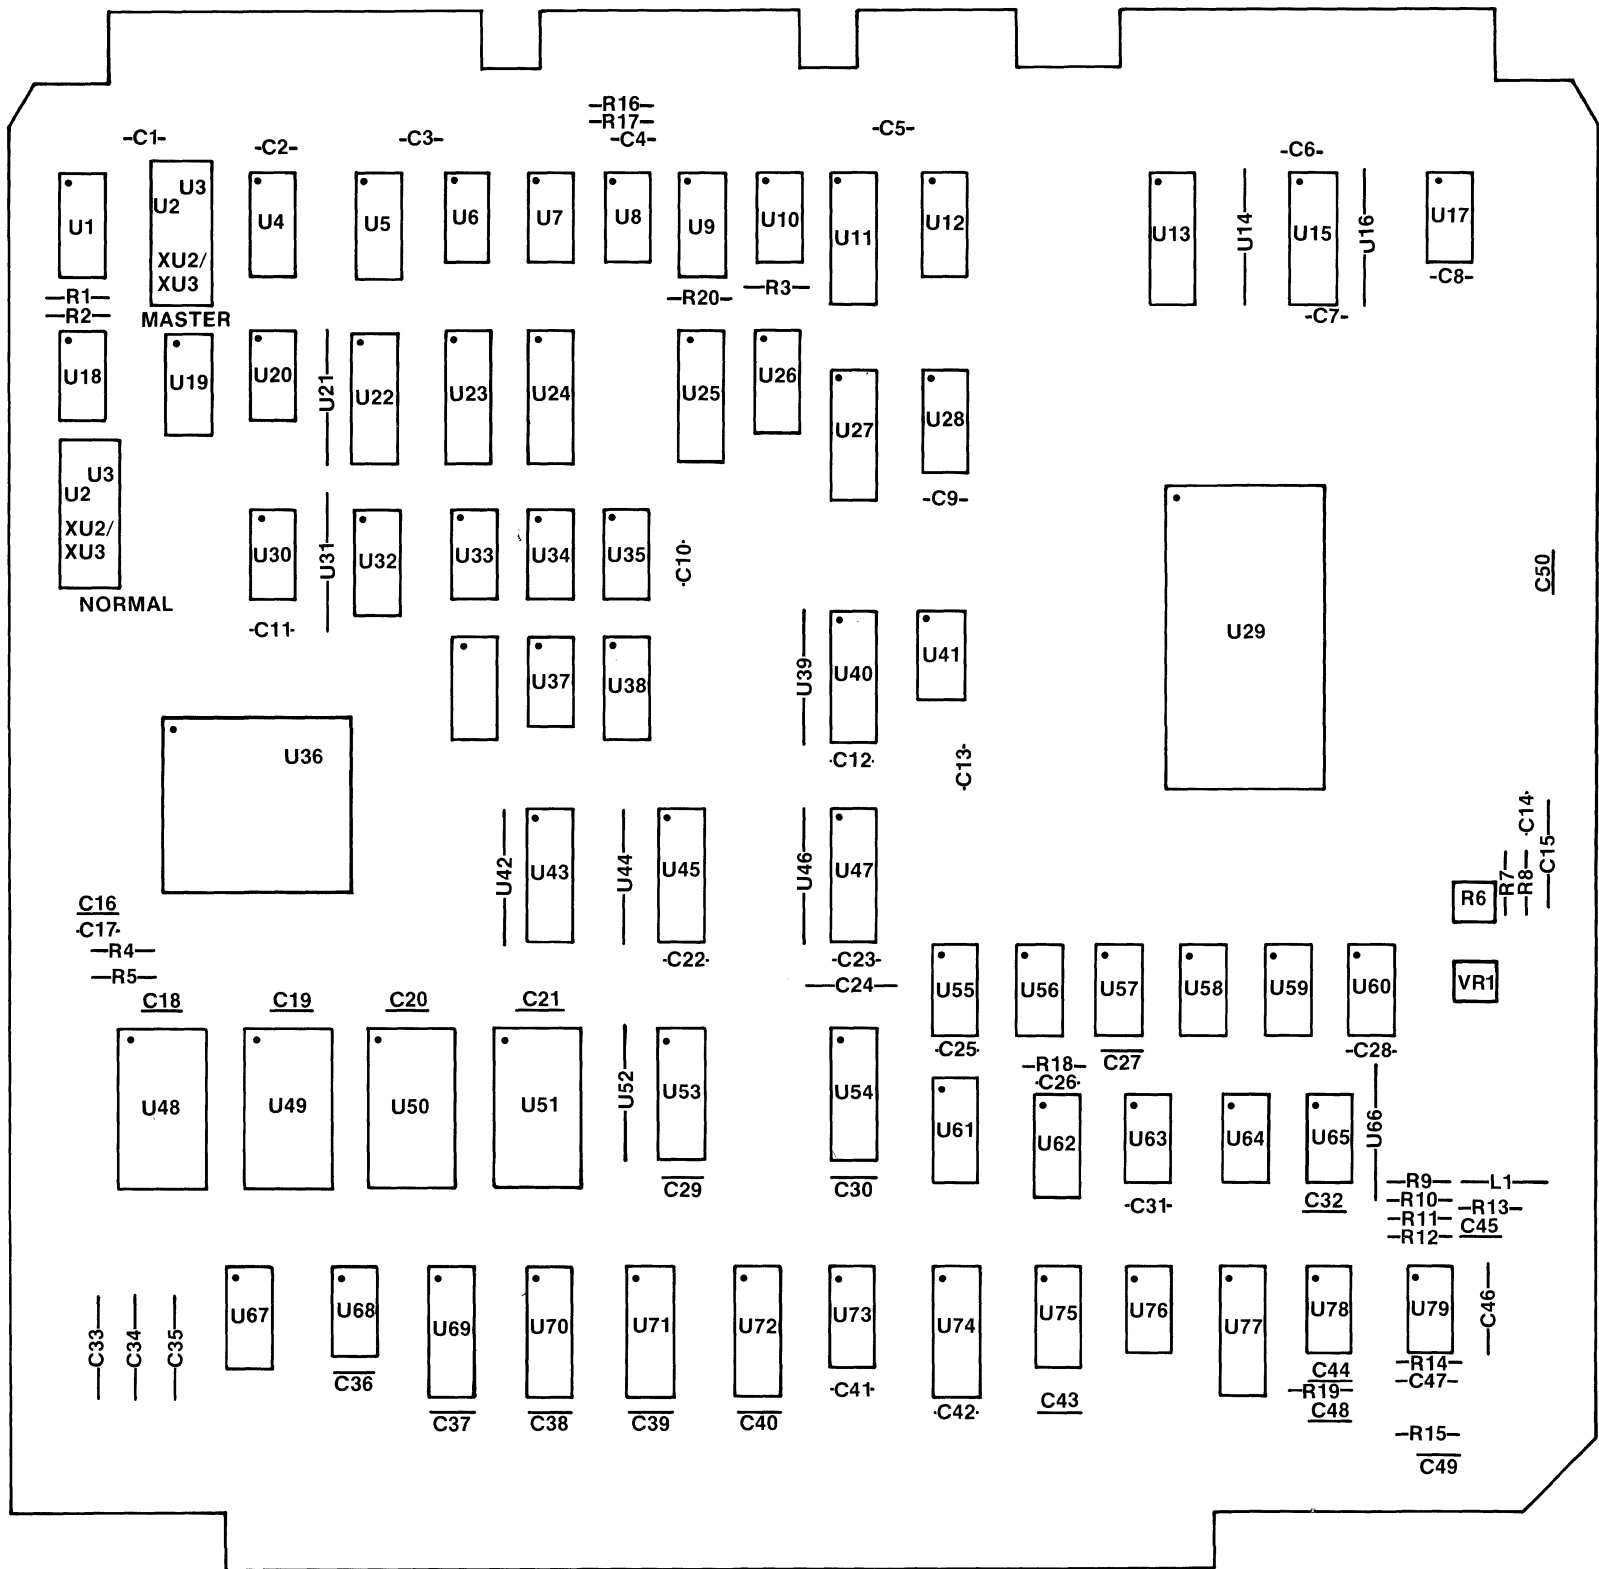 R16
R17
C1 C2 C3 C4 C5 C6
U1 U2 U3 XU2/ XU3 U4 U5 U6 U7 U8 U9 U10 U11 U12 U13 U14 U15 U16 U17
R1
R2
MASTER
R20 R3 C7 C8
U18 U19 U20 U21 U22 U23 U24 U25 U26 U27 U28
U3
U2
XU2/
XU3
NORMAL
C9
U30 U31 U32 U33 U34 U35 C10 U29 C50
C11
U37 U38 U39 U40 U41
U36
C12 C13
C14
C15
U42 U43 U44 U45 U46 U47
R6 R7 R8
C16
C17
R4
R5
C22 C23
C24
VR1
U55 U56 U57 U58 U59 U60
C18 C19 C20 C21
C25 R18 C26 C27 C28
U48 U49 U50 U51 U52 U53 U54 U61 U62 U63 U64 U65 U66
C29 C30 C31 C32
R9 L1
R10
R13
R11
C45
R12
C33 C34 C35 U67 U68 U69 U70 U71 U72 U73 U74 U75 U76 U77 U78 U79 C46
C36 C44 R14
C47
C41 R19
C37 C38 C39 C40 C42 C43 C48
R15
C49